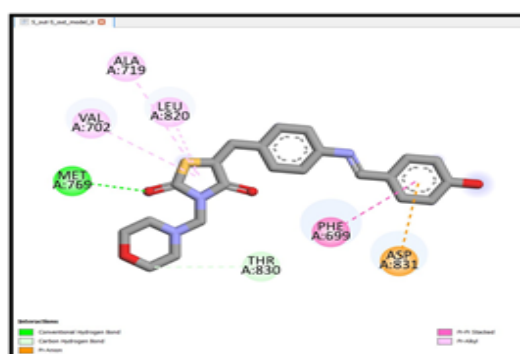 ALA
A:719
LEU
A:820
VAL
A:702
MET
A:769
PHE
A:699
ASP
A:831
THR
A:830
Interactions
Conventional Hydrogen Bond
Carbon Hydrogen Bond
Pi-Anion
Pi-Pi Stacked
Pi-Alkyl